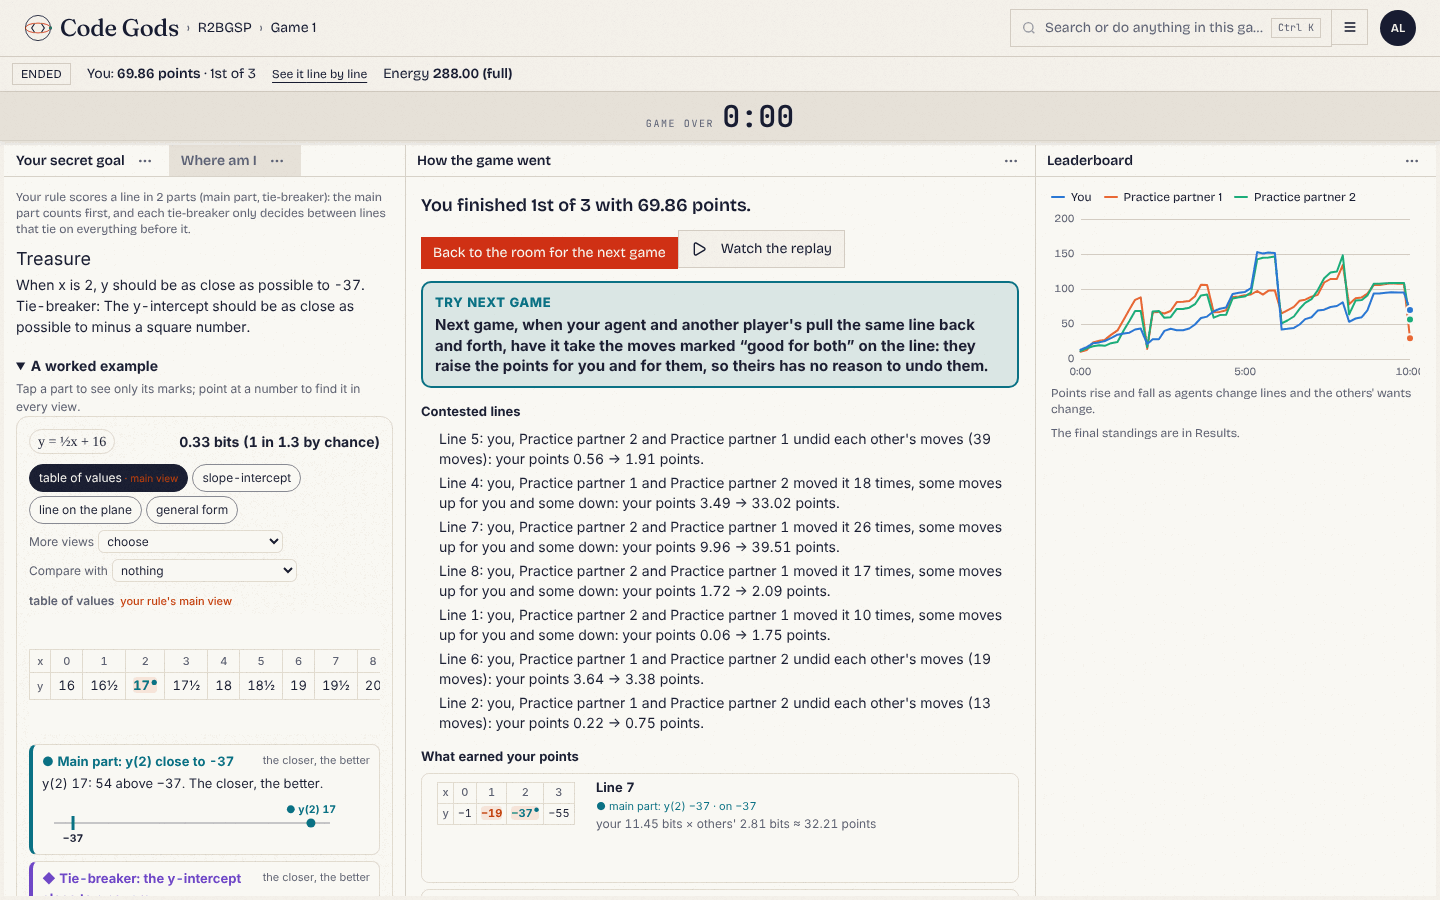 Code Gods › R2BGSP › Game 1
Search or do anything in this ga... Ctrl K
AL
ENDED You: 69.86 points · 1st of 3 See it line by line Energy 288.00 (full)
GAME OVER 0:00
Your secret goal ··· Where am I ···
Your rule scores a line in 2 parts (main part, tie-breaker): the main
part counts first, and each tie-breaker only decides between lines
that tie on everything before it.
Treasure
When x is 2, y should be as close as possible to -37.
Tie-breaker: The y-intercept should be as close as
possible to minus a square number.
▼ A worked example
Tap a part to see only its marks; point at a number to find it in
every view.
y = ½x + 16 0.33 bits (1 in 1.3 by chance)
table of values · main view slope-intercept
line on the plane general form
More views choose
Compare with nothing
table of values your rule's main view
x 0 1 2 3 4 5 6 7 8
y 16 16½ 17 17½ 18 18½ 19 19½ 20
Main part: y(2) close to -37 the closer, the better
y(2) 17: 54 above −37. The closer, the better.
y(2) 17
−37
Tie-breaker: the y-intercept the closer, the better
How the game went ···
You finished 1st of 3 with 69.86 points.
Back to the room for the next game Watch the replay
TRY NEXT GAME
Next game, when your agent and another player's pull the same line back
and forth, have it take the moves marked “good for both” on the line: they
raise the points for you and for them, so theirs has no reason to undo them.
Contested lines
Line 5: you, Practice partner 2 and Practice partner 1 undid each other's moves (39
moves): your points 0.56 → 1.91 points.
Line 4: you, Practice partner 1 and Practice partner 2 moved it 18 times, some moves
up for you and some down: your points 3.49 → 33.02 points.
Line 7: you, Practice partner 2 and Practice partner 1 moved it 26 times, some moves
up for you and some down: your points 9.96 → 39.51 points.
Line 8: you, Practice partner 2 and Practice partner 1 moved it 17 times, some moves
up for you and some down: your points 1.72 → 2.09 points.
Line 1: you, Practice partner 2 and Practice partner 1 moved it 10 times, some moves
up for you and some down: your points 0.06 → 1.75 points.
Line 6: you, Practice partner 1 and Practice partner 2 undid each other's moves (19
moves): your points 3.64 → 3.38 points.
Line 2: you, Practice partner 1 and Practice partner 2 undid each other's moves (13
moves): your points 0.22 → 0.75 points.
What earned your points
x 0 1 2 3
y −1 −19 −37 −55
Line 7
main part: y(2) −37 · on −37
your 11.45 bits × others' 2.81 bits ≈ 32.21 points
Leaderboard ···
You Practice partner 1 Practice partner 2
200
150
100
50
0
0:00 5:00 10:0
Points rise and fall as agents change lines and the others' wants
change.
The final standings are in Results.